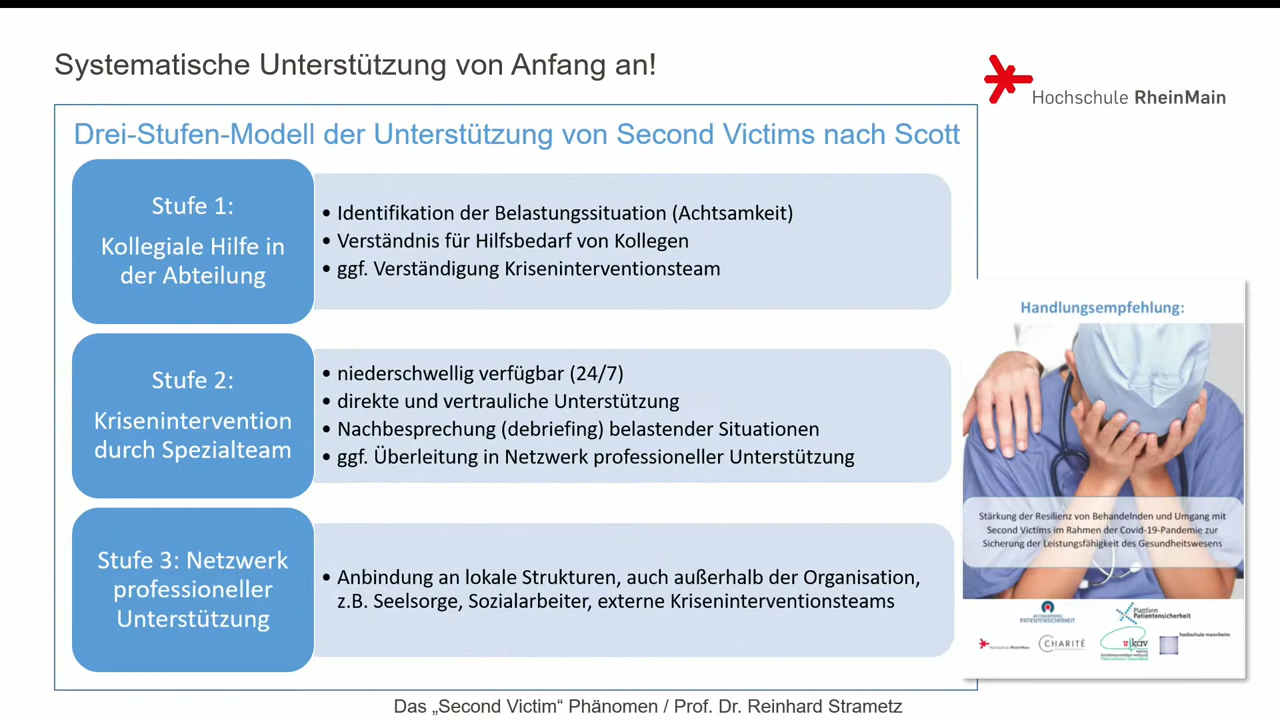 Systematische Unterstützung von Anfang an!
Hochschule RheinMain
Drei-Stufen-Modell der Unterstützung von Second Victims nach Scott
Stufe 1:
Kollegiale Hilfe in
der Abteilung
• Identifikation der Belastungssituation (Achtsamkeit)
• Verständnis für Hilfsbedarf von Kollegen
• ggf. Verständigung Kriseninterventionsteam
Stufe 2:
Krisenintervention
durch Spezialteam
• niederschwellig verfügbar (24/7)
• direkte und vertrauliche Unterstützung
• Nachbesprechung (debriefing) belastender Situationen
• ggf. Überleitung in Netzwerk professioneller Unterstützung
Stufe 3: Netzwerk
professioneller
Unterstützung
• Anbindung an lokale Strukturen, auch außerhalb der Organisation,
z.B. Seelsorge, Sozialarbeiter, externe Kriseninterventionsteams
Handlungsempfehlung:
Stärkung der Resilienz von Behandelnden und Umgang mit
Second Victims im Rahmen der Covid-19-Pandemie zur
Sicherung der Leistungsfähigkeit des Gesundheitswesens
PATIENTENSICHERHEIT
Plattform
Patientensicherheit
Hochschule RheinMain
CHARITÉ
hochschule mannheim
Das „Second Victim“ Phänomen / Prof. Dr. Reinhard Strametz